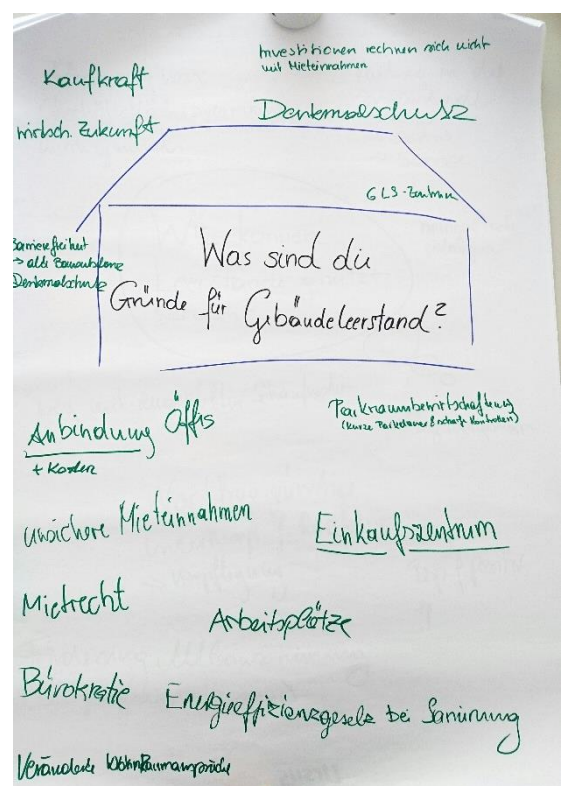 Investitionen rechnen sich nicht
mit Mieteinnahmen
Kaufkraft
Denkmalschutz
wirtsch. Zukunft
GLS-Zentrum
Barrierefreiheit
→ alte Bausubstanz
Denkmalschutz
Was sind die
Gründe für Gebäudeleerstand?
Parkraumbewirtschaftung
(kurze Parkdauer & scharfe Kontrollen)
Anbindung Öffis
+ Kosten
unsichere Mieteinnahmen
Einkaufszentrum
Mietrecht
Arbeitsplätze
Bürokratie
Energieeffizienzgesetz bei Sanierung
Veränderte Wohnraumansprüche